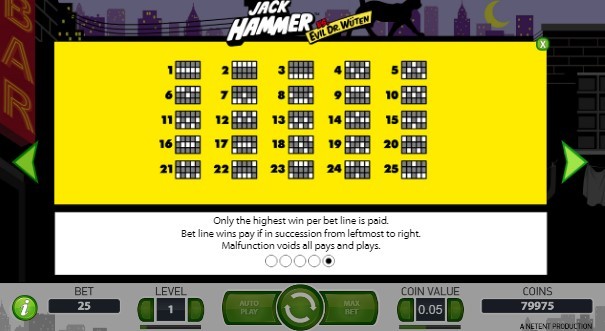 BAR
JACK
HAMMER vs EVIL DR. WÜTEN
x
1 2 3 4 5
6 7 8 9 10
11 12 13 14 15
16 17 18 19 20
21 22 23 24 25
Only the highest win per bet line is paid.
Bet line wins pay if in succession from leftmost to right.
Malfunction voids all pays and plays.
BET LEVEL COIN VALUE COINS
i 25 1 AUTO PLAY MAX BET 0.05 79975
A NETENT PRODUCTION